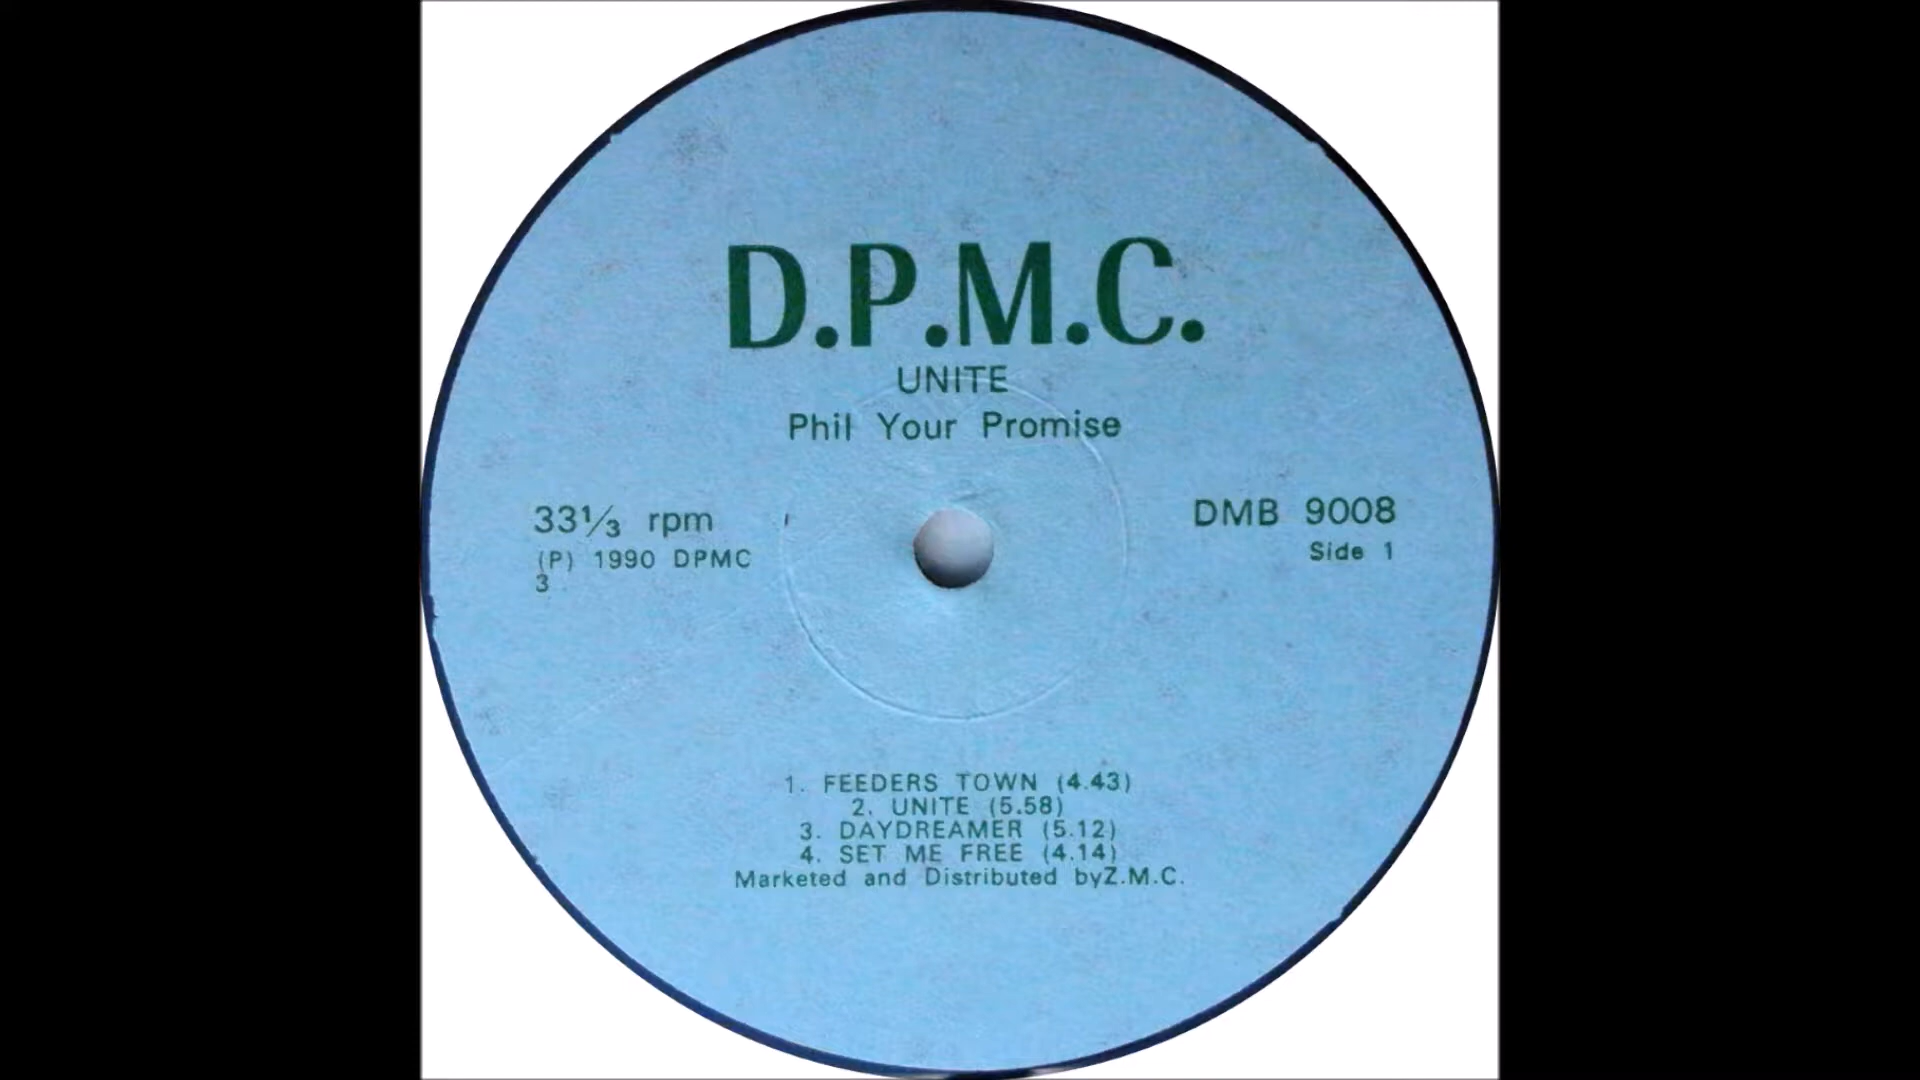 D.P.M.C.
UNITE
Phil Your Promise
33⅓ rpm
(P) 1990 DPMC
3
DMB 9008
Side 1
1. FEEDERS TOWN (4.43)
2. UNITE (5.58)
3. DAYDREAMER (5.12)
4. SET ME FREE (4.14)
Marketed and Distributed byZ.M.C.